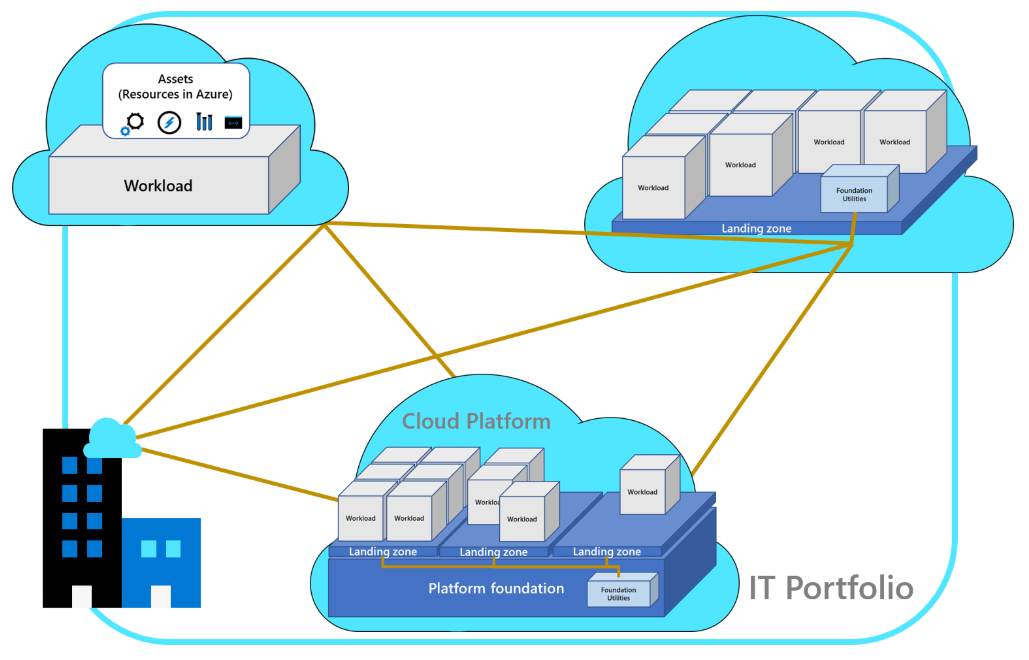 Assets
(Resources in Azure)
Workload
Workload
Workload
Workload
Workload
Foundation
Utilities
Landing zone
Cloud Platform
Workload
Workload
Workload
Workload
Landing zone
Landing zone
Landing zone
Platform foundation
Foundation
Utilities
IT Portfolio